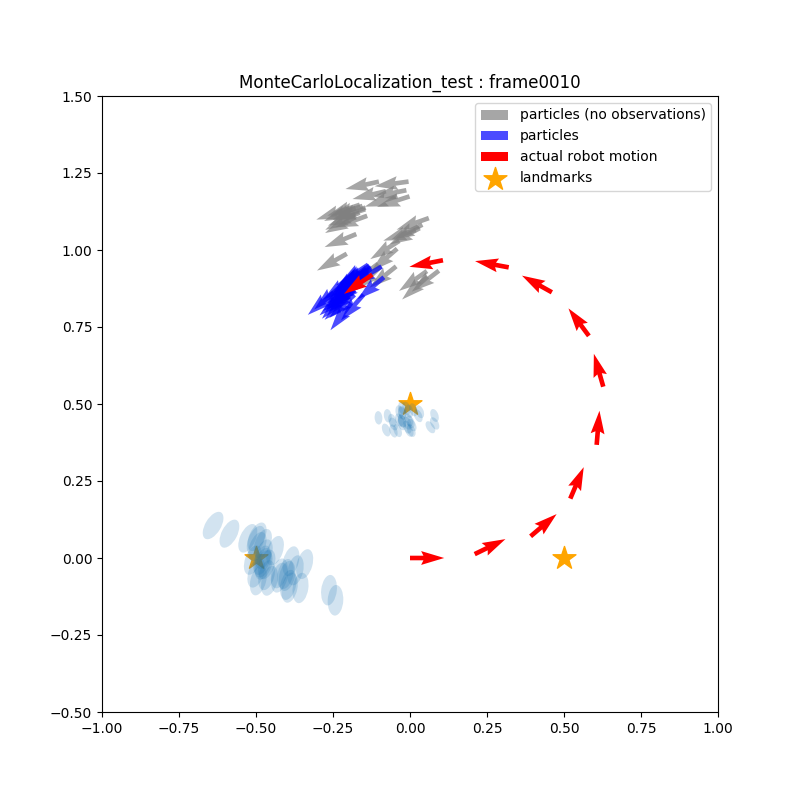 MonteCarloLocalization_test : frame0010
particles (no observations)
particles
actual robot motion
landmarks
1.50
1.25
1.00
0.75
0.50
0.25
0.00
−0.25
−0.50
−1.00 −0.75 −0.50 −0.25 0.00 0.25 0.50 0.75 1.00